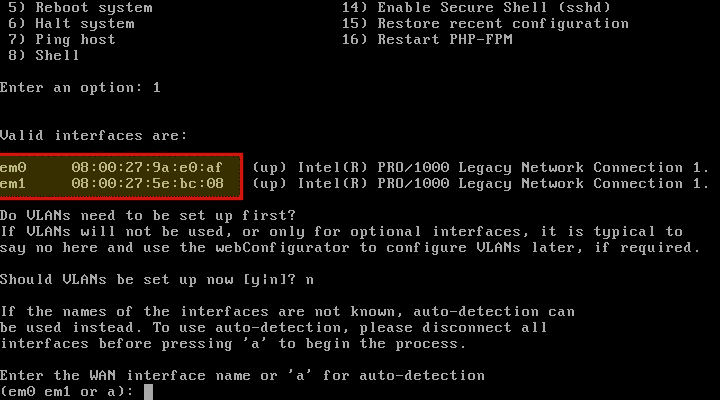 5) Reboot system                      14) Enable Secure Shell (sshd)
6) Halt system                        15) Restore recent configuration
7) Ping host                          16) Restart PHP-FPM
8) Shell
Enter an option: 1
Valid interfaces are:
em0     08:00:27:9a:e0:af   (up) Intel(R) PRO/1000 Legacy Network Connection 1.
em1     08:00:27:5e:bc:08   (up) Intel(R) PRO/1000 Legacy Network Connection 1.
Do VLANs need to be set up first?
If VLANs will not be used, or only for optional interfaces, it is typical to
say no here and use the webConfigurator to configure VLANs later, if required.
Should VLANs be set up now [y|n]? n
If the names of the interfaces are not known, auto-detection can
be used instead. To use auto-detection, please disconnect all
interfaces before pressing 'a' to begin the process.
Enter the WAN interface name or 'a' for auto-detection
(em0 em1 or a):